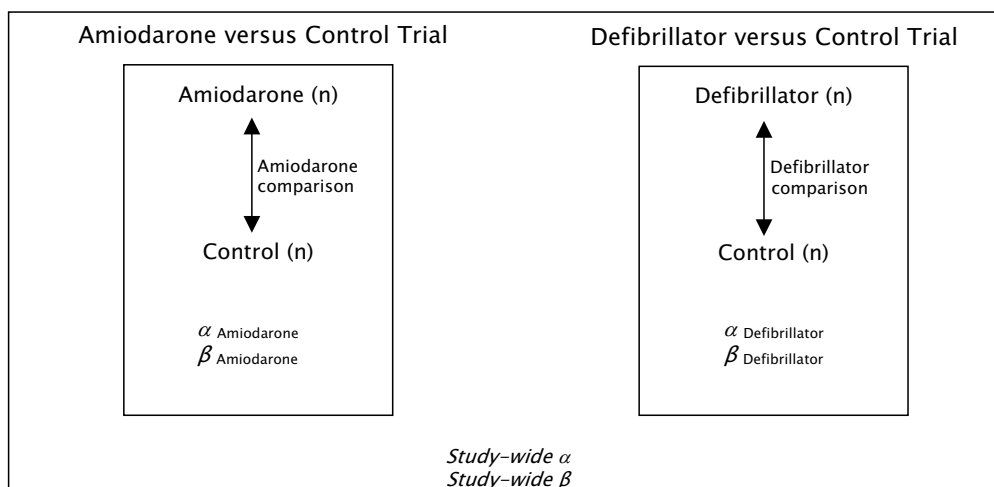 Amiodarone versus Control Trial
Amiodarone (n)
Amiodarone
comparison
Control (n)
α Amiodarone
β Amiodarone
Defibrillator versus Control Trial
Defibrillator (n)
Defibrillator
comparison
Control (n)
α Defibrillator
β Defibrillator
Study-wide α
Study-wide β